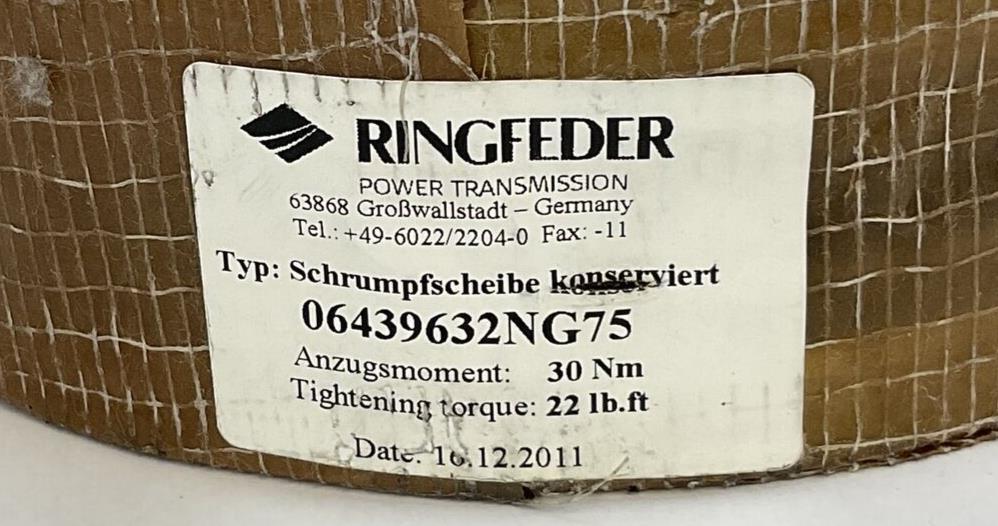 RINGFEDER
POWER TRANSMISSION
63868 Großwallstadt – Germany
Tel.: +49-6022/2204-0 Fax: -11
Typ: Schrumpfscheibe konserviert
06439632NG75
Anzugsmoment: 30 Nm
Tightening torque: 22 lb.ft
Date: 16.12.2011